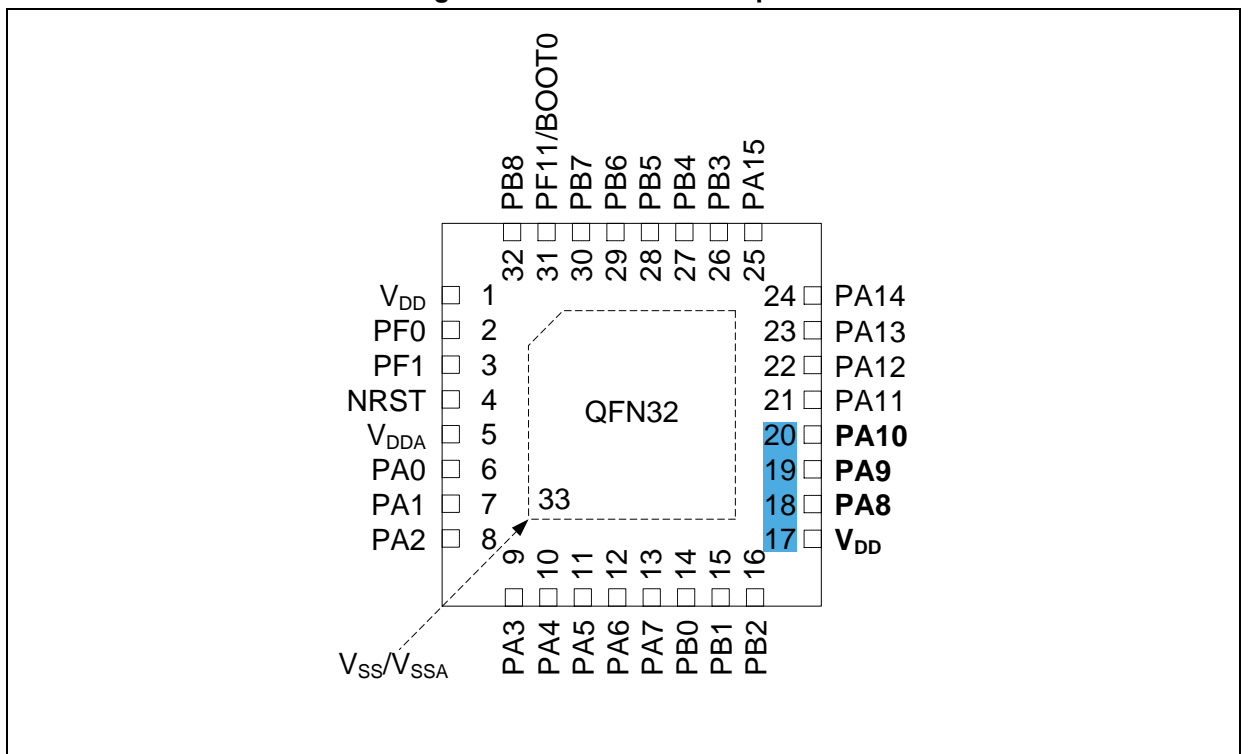 PB8
PF11/BOOT0
PB7
PB6
PB5
PB4
PB3
PA15
32
31
30
29
28
27
26
25
VDD 1
PF0 2
PF1 3
NRST 4
VDDA 5
PA0 6
PA1 7
PA2 8
24 PA14
23 PA13
22 PA12
21 PA11
20 PA10
19 PA9
18 PA8
17 VDD
QFN32
33
9
10
11
12
13
14
15
16
PA3
PA4
PA5
PA6
PA7
PB0
PB1
PB2
VSS/VSSA